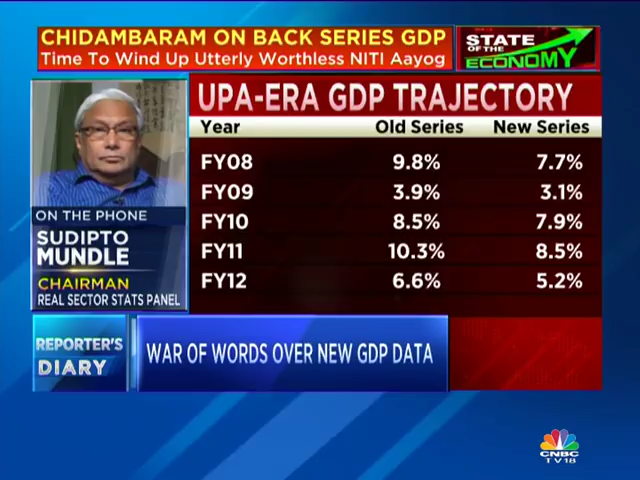 CHIDAMBARAM ON BACK SERIES GDP
Time To Wind Up Utterly Worthless NITI Aayog
STATE
OF THE
ECONOMY
UPA-ERA GDP TRAJECTORY
Year Old Series New Series
FY08 9.8% 7.7%
FY09 3.9% 3.1%
FY10 8.5% 7.9%
FY11 10.3% 8.5%
FY12 6.6% 5.2%
ON THE PHONE
SUDIPTO
MUNDLE
CHAIRMAN
REAL SECTOR STATS PANEL
REPORTER'S
DIARY
WAR OF WORDS OVER NEW GDP DATA
CNBC
TV18